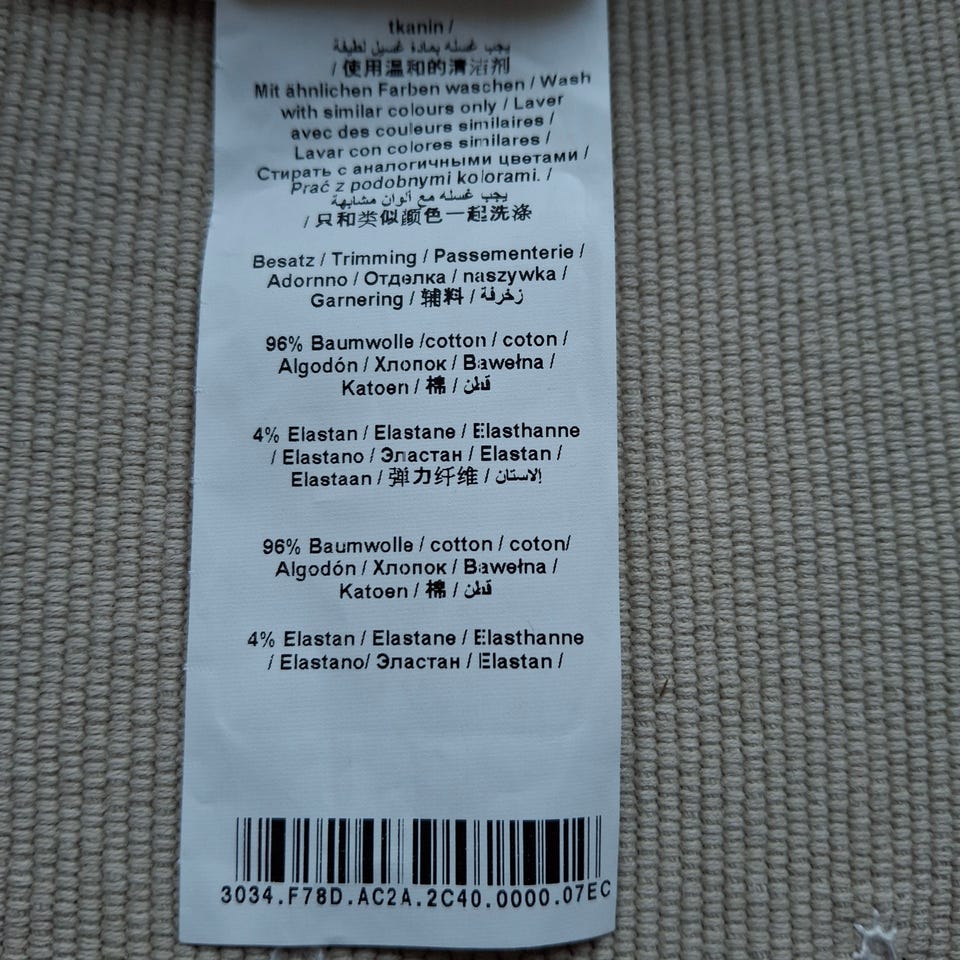 tkanin /
يجب غسله بمادة غسيل لطيفة
/ 使用温和的清洁剂
Mit ähnlichen Farben waschen / Wash
with similar colours only / Laver
avec des couleurs similaires /
Lavar con colores similares /
Стирать с аналогичными цветами /
Prać z podobnymi kolorami. /
يجب غسله مع ألوان مشابهة
/ 只和类似颜色一起洗涤
Besatz / Trimming / Passementerie /
Adornno / Отделка / naszywka /
Garnering / 辅料 / زخرفة
96% Baumwolle /cotton / coton /
Algodón / Хлопок / Bawełna /
Katoen / 棉 / قطن
4% Elastan / Elastane / Elasthanne
/ Elastano / Эластан / Elastan /
Elastaan / 弹力纤维 / الاستان
96% Baumwolle / cotton / coton/
Algodón / Хлопок / Bawełna /
Katoen / 棉 / قطن
4% Elastan / Elastane / Elasthanne
/ Elastano/ Эластан / Elastan /
3034.F78D.AC2A.2C40.0000.07EC